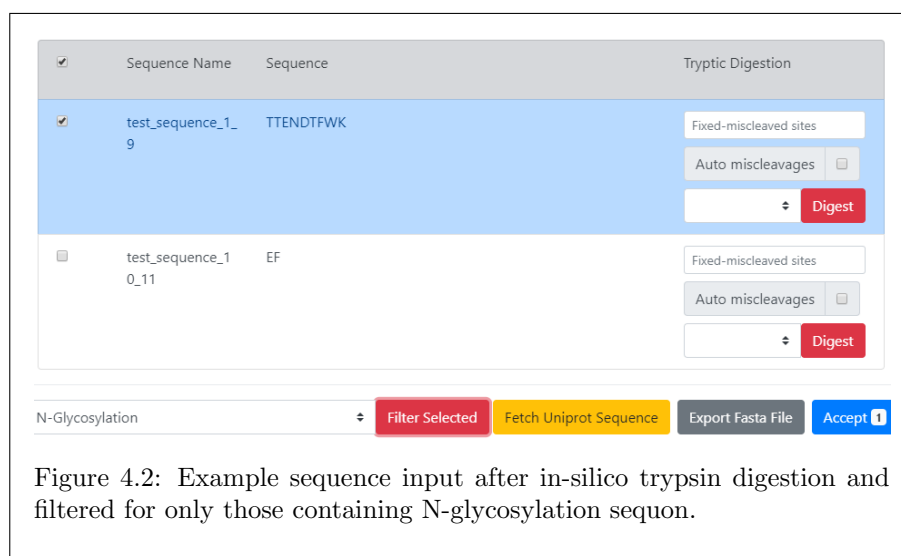 Sequence Name Sequence Tryptic Digestion
test_sequence_1_ TTENDTFWK Fixed-miscleaved sites
9
Auto miscleavages
Digest
test_sequence_1 EF Fixed-miscleaved sites
0_11
Auto miscleavages
Digest
N-Glycosylation Filter Selected Fetch Uniprot Sequence Export Fasta File Accept 1
Figure 4.2: Example sequence input after in-silico trypsin digestion and
filtered for only those containing N-glycosylation sequon.